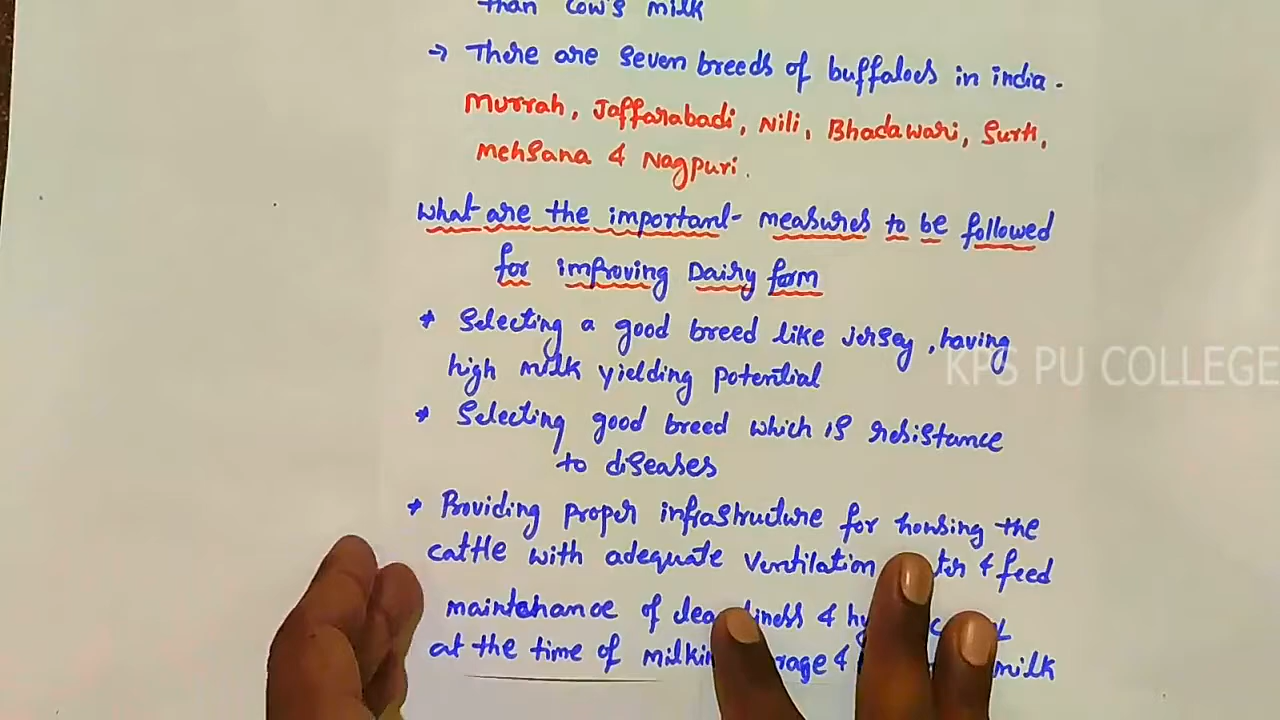 than cow's milk
→ There are seven breeds of buffaloes in india.
Murrah, Jaffarabadi, Nili, Bhadawari, Surti,
Mehsana & Nagpuri.
What are the important measures to be followed
for improving Dairy farm
* Selecting a good breed like Jersey, having
high milk yielding potential
KPS PU COLLEGE
* Selecting good breed which is resistance
to diseases
* Providing proper infrastructure for housing the
cattle with adequate ventilation & feed
of & 
at the time of & milk